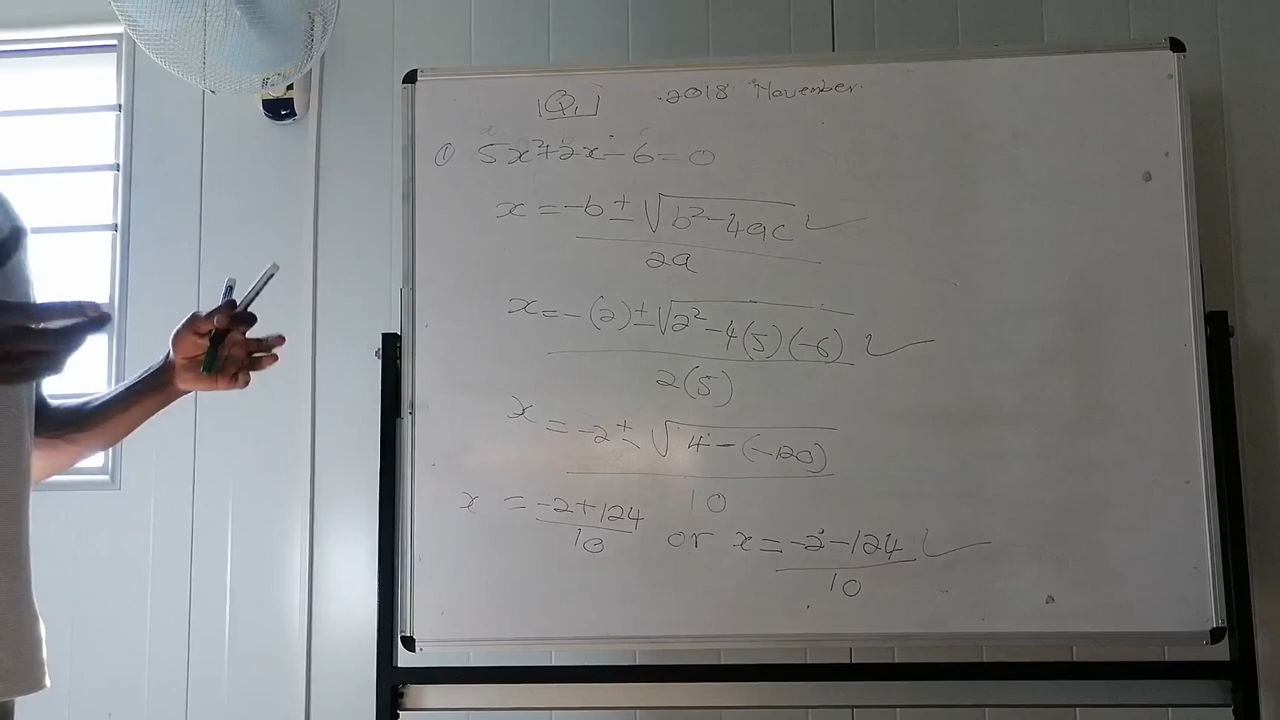 Q1 2018 November.
① 5x²+2x-6=0
x = -b ± √b²-4ac ✓
2a
x = -(2) ± √2²-4(5)(-6) ✓
2(5)
x = -2 ± √4-(-120)
10
x = -2+124 or x = -2-124 ✓
10 10